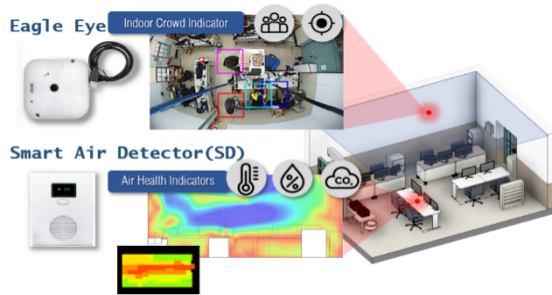 Eagle Eye
Indoor Crowd Indicator
Smart Air Detector(SD)
Air Health Indicators
%
CO₂